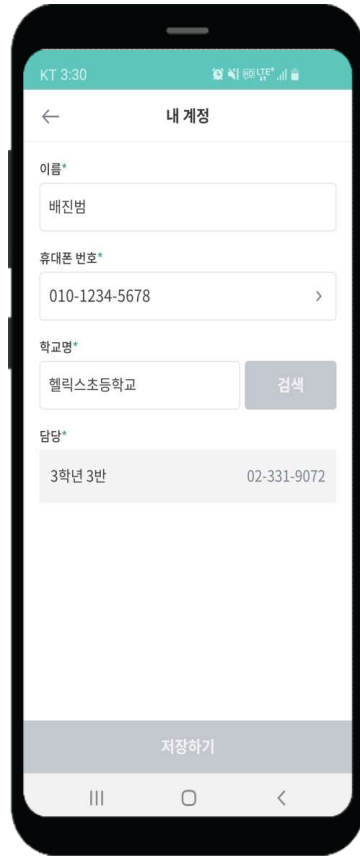 KT 3:30
내 계정
이름*
배진범
휴대폰 번호*
010-1234-5678
학교명*
헬릭스초등학교 검색
담당*
3학년 3반 02-331-9072
저장하기